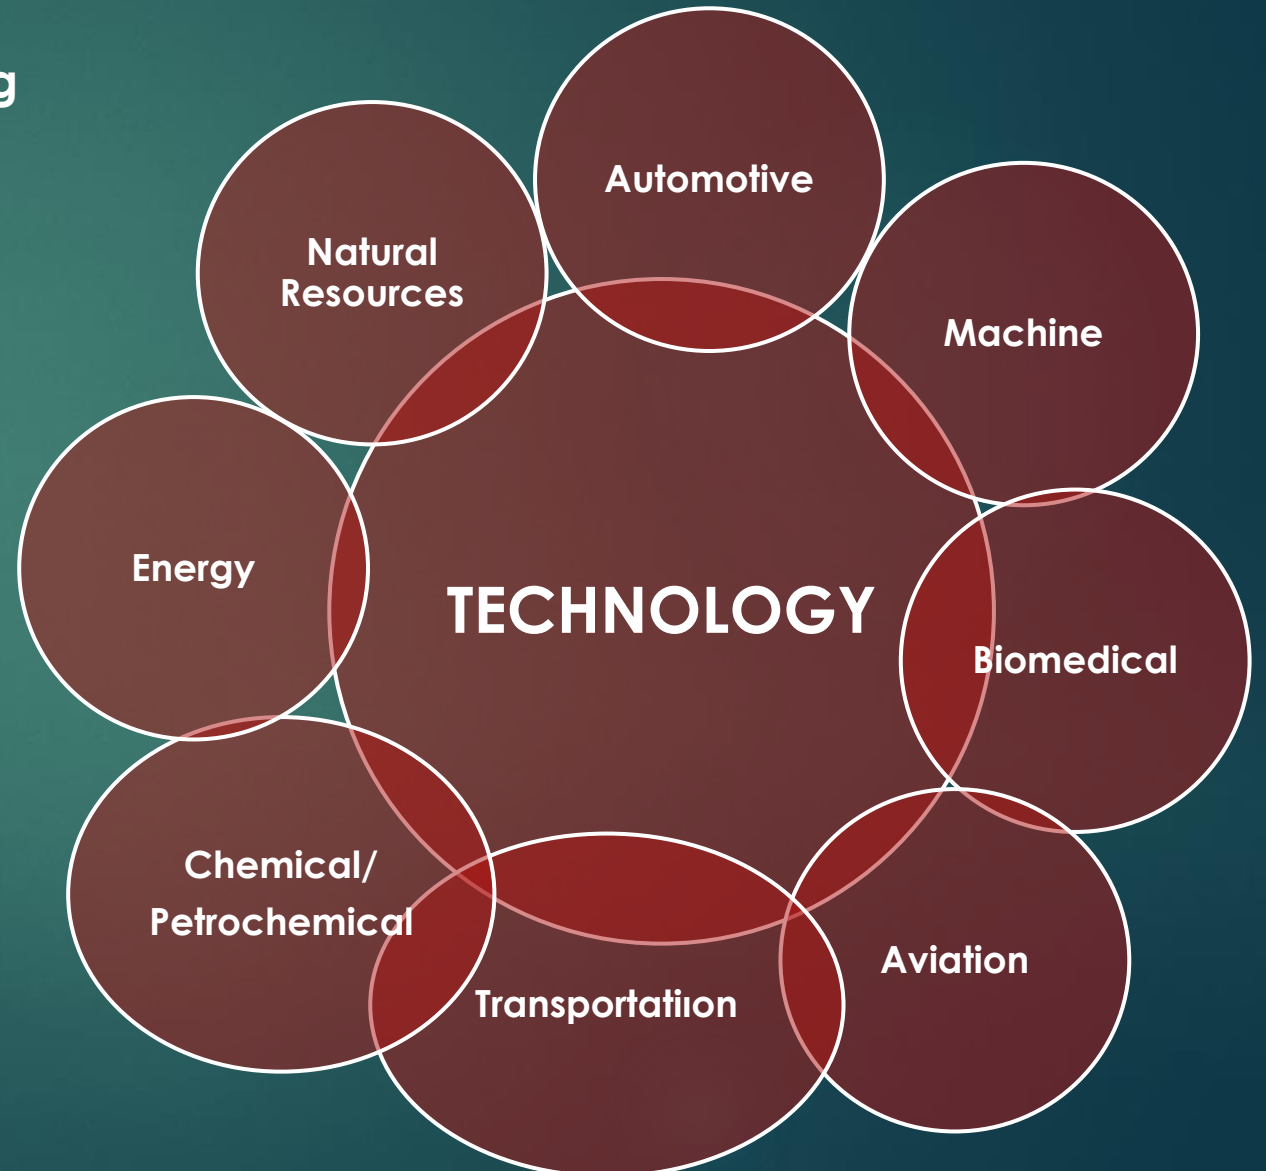 g
Automotive
Natural
Resources
Machine
Energy
TECHNOLOGY
Biomedical
Chemical/
Petrochemical
Aviation
Transportatiion